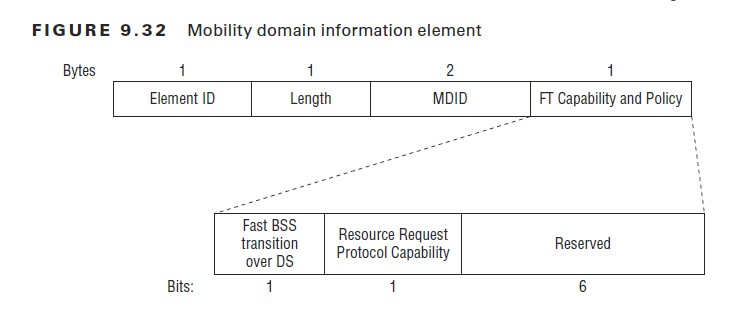 FIGURE 9.32 Mobility domain information element
Bytes 1 1 2 1
Element ID Length MDID FT Capability and Policy
Fast BSS
transition
over DS
Resource Request
Protocol Capability
Reserved
Bits: 1 1 6